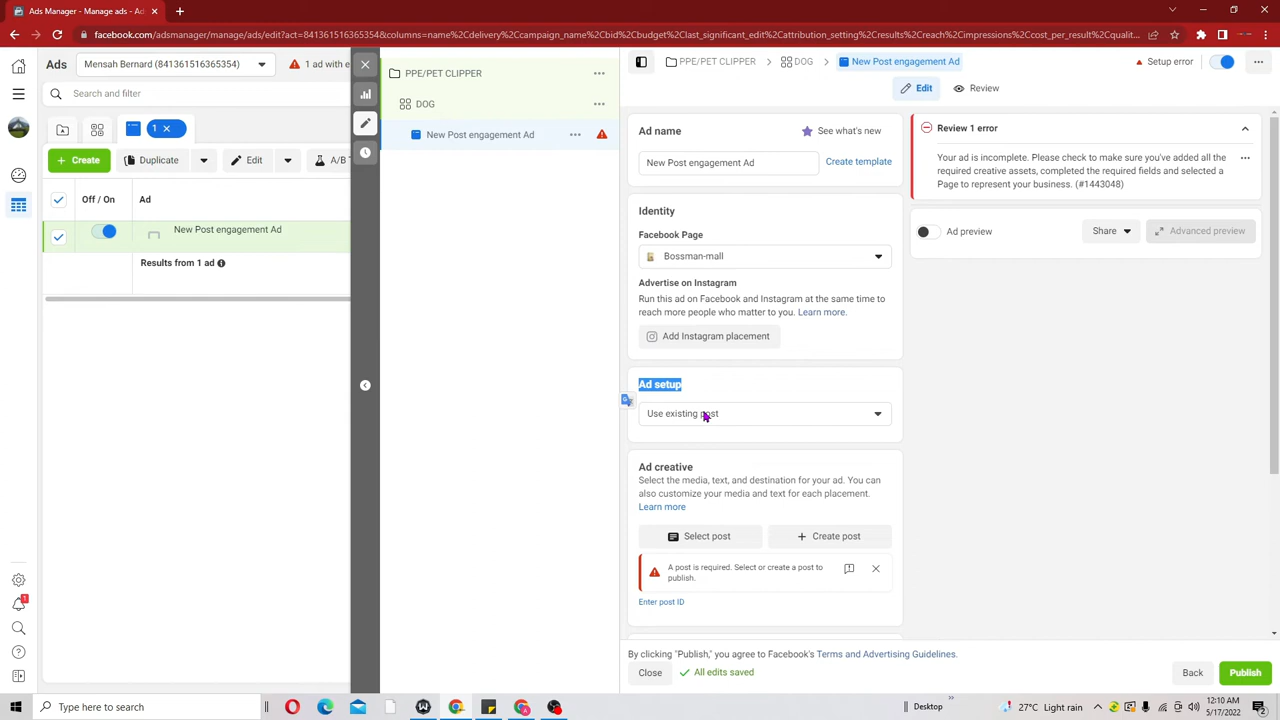 Ads Manager - Manage ads - Ads
facebook.com/adsmanager/manage/ads/edit?act=841361516365354&columns=name%2Cdelivery%2Ccampaign_name%2Cbid%2Cbudget%2Clast_significant_edit%2Cattribution_setting%2Cresults%2Creach%2Cimpressions%2Ccost_per_result%2Cquality
Ads
Mensah Bernard (841361516365354)
1 ad with e
Search and filter
1
Create
Duplicate
Edit
A/B T
Off / On
Ad
New Post engagement Ad
Results from 1 ad
PPE/PET CLIPPER
DOG
New Post engagement Ad
PPE/PET CLIPPER
DOG
New Post engagement Ad
Setup error
Edit
Review
Ad name
See what's new
New Post engagement Ad
Create template
Identity
Facebook Page
Bossman-mall
Advertise on Instagram
Run this ad on Facebook and Instagram at the same time to
reach more people who matter to you. Learn more.
Add Instagram placement
Ad setup
Use existing post
Ad creative
Select the media, text, and destination for your ad. You can
also customize your media and text for each placement.
Learn more
Select post
Create post
A post is required. Select or create a post to
publish.
Enter post ID
Review 1 error
Your ad is incomplete. Please check to make sure you've added all the
required creative assets, completed the required fields and selected a
Page to represent your business. (#1443048)
Ad preview
Share
Advanced preview
By clicking "Publish," you agree to Facebook's Terms and Advertising Guidelines.
Close
All edits saved
Back
Publish
1
Type here to search
Desktop
27°C Light rain
12:10 AM
5/17/2022
2